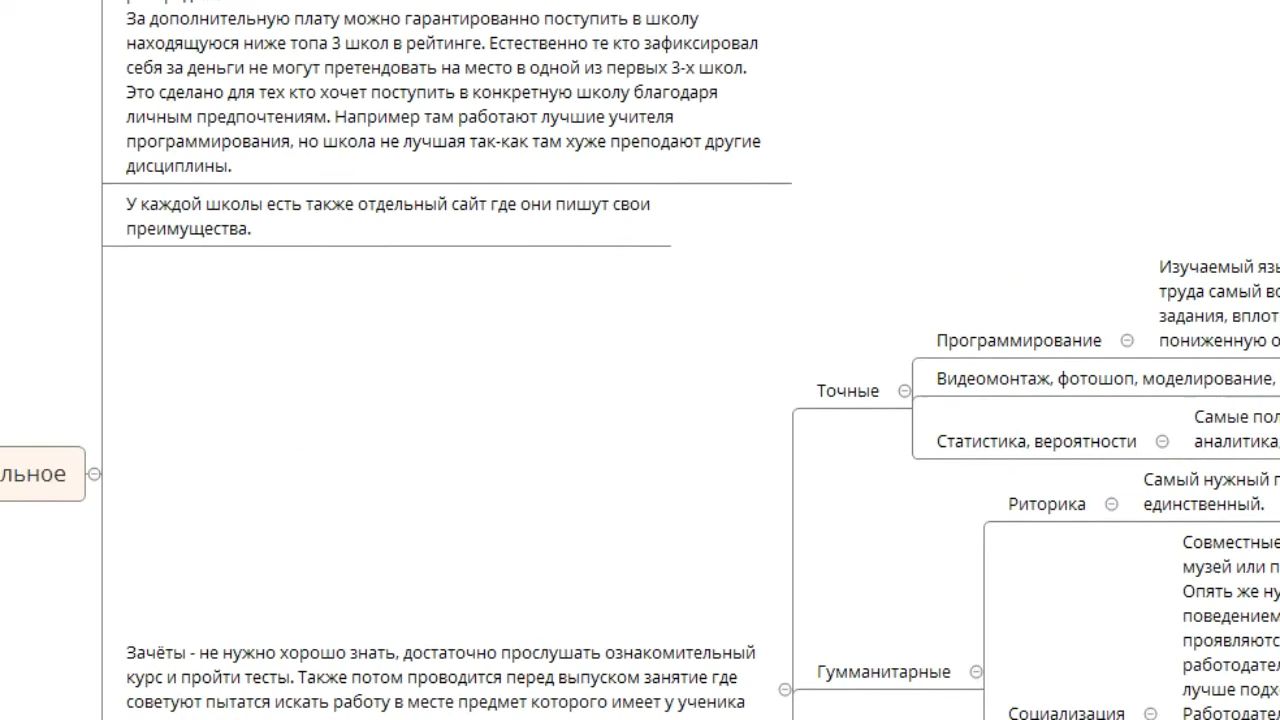 За дополнительную плату можно гарантированно поступить в школу
находящуюся ниже топа 3 школ в рейтинге. Естественно те кто зафиксировал
себя за деньги не могут претендовать на место в одной из первых 3-х школ.
Это сделано для тех кто хочет поступить в конкретную школу благодаря
личным предпочтениям. Например там работают лучшие учителя
программирования, но школа не лучшая так-как там хуже преподают другие
дисциплины.
У каждой школы есть также отдельный сайт где они пишут свои
преимущества.
льное
Зачёты - не нужно хорошо знать, достаточно прослушать ознакомительный
курс и пройти тесты. Также потом проводится перед выпуском занятие где
советуют пытатся искать работу в месте предмет которого имеет у ученика
Точные
Программирование
Изучаемый язы
труда самый во
задания, вплот
пониженную о
Видеомонтаж, фотошоп, моделирование,
Статистика, вероятности
Самые пол
аналитика,
Гумманитарные
Риторика
Самый нужный п
единственный.
Социализация
Совместные
музей или п
Опять же ну
поведением
проявляютс
работодател
лучше подх
Работодател